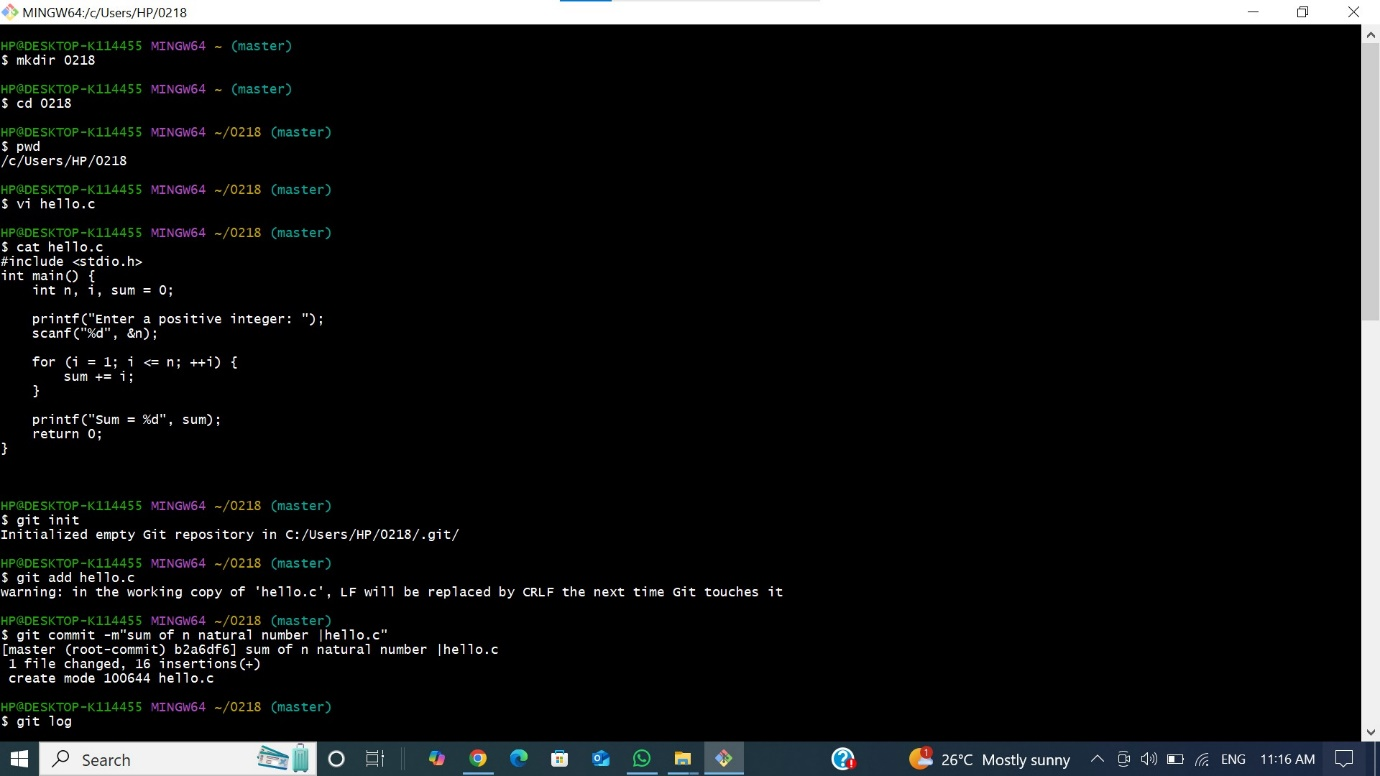 MINGW64:/c/Users/HP/0218
HP@DESKTOP-K114455 MINGW64 ~ (master)
$ mkdir 0218
HP@DESKTOP-K114455 MINGW64 ~ (master)
$ cd 0218
HP@DESKTOP-K114455 MINGW64 ~/0218 (master)
$ pwd
/c/Users/HP/0218
HP@DESKTOP-K114455 MINGW64 ~/0218 (master)
$ vi hello.c
HP@DESKTOP-K114455 MINGW64 ~/0218 (master)
$ cat hello.c
#include <stdio.h>
int main() {
    int n, i, sum = 0;
    printf("Enter a positive integer: ");
    scanf("%d", &n);
    for (i = 1; i <= n; ++i) {
        sum += i;
    }
    printf("Sum = %d", sum);
    return 0;
}
HP@DESKTOP-K114455 MINGW64 ~/0218 (master)
$ git init
Initialized empty Git repository in C:/Users/HP/0218/.git/
HP@DESKTOP-K114455 MINGW64 ~/0218 (master)
$ git add hello.c
warning: in the working copy of 'hello.c', LF will be replaced by CRLF the next time Git touches it
HP@DESKTOP-K114455 MINGW64 ~/0218 (master)
$ git commit -m"sum of n natural number |hello.c"
[master (root-commit) b2a6df6] sum of n natural number |hello.c
 1 file changed, 16 insertions(+)
 create mode 100644 hello.c
HP@DESKTOP-K114455 MINGW64 ~/0218 (master)
$ git log
Search
1
26°C Mostly sunny
ENG
11:16 AM